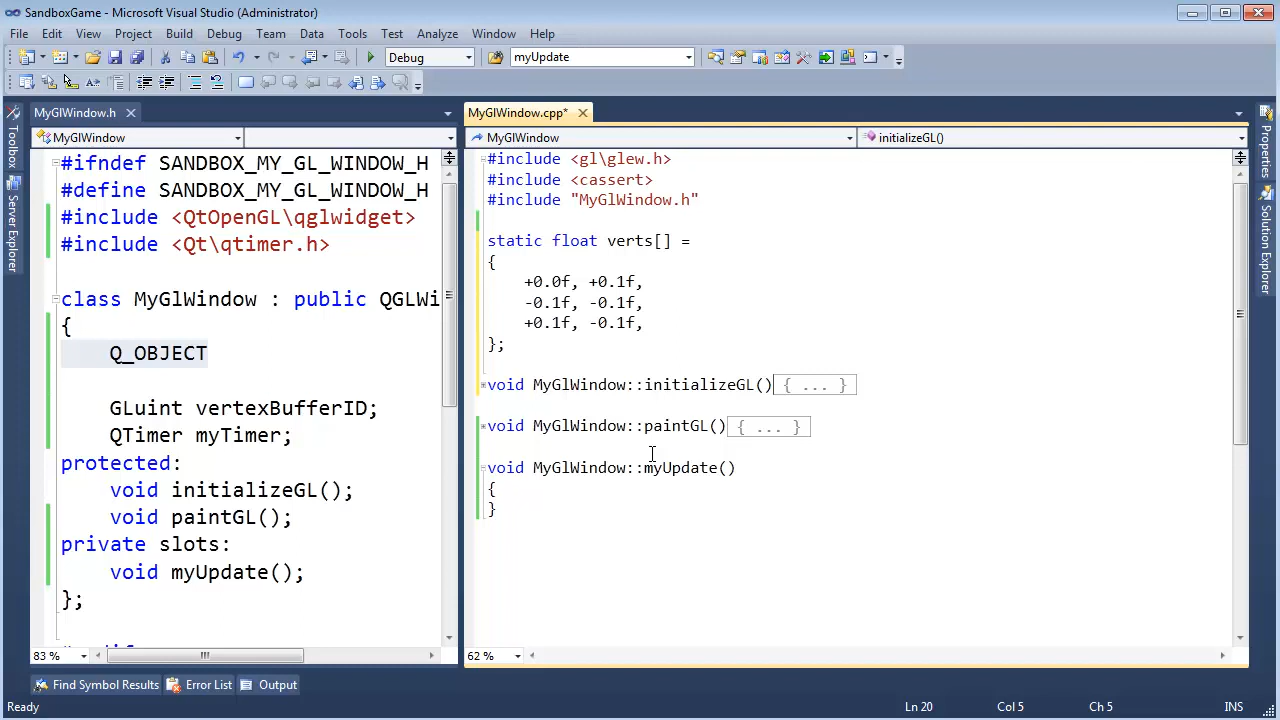 SandboxGame - Microsoft Visual Studio (Administrator)
File Edit View Project Build Debug Team Data Tools Test Analyze Window Help
Debug myUpdate
MyGlWindow.h MyGlWindow.cpp*
MyGlWindow MyGlWindow initializeGL()
Toolbox
Server Explorer
#ifndef SANDBOX_MY_GL_WINDOW_H
#define SANDBOX_MY_GL_WINDOW_H
#include <QtOpenGL\qglwidget>
#include <Qt\qtimer.h>
class MyGlWindow : public QGLWi
{
Q_OBJECT
GLuint vertexBufferID;
QTimer myTimer;
protected:
void initializeGL();
void paintGL();
private slots:
void myUpdate();
};
83 %
#include <gl\glew.h>
#include <cassert>
#include "MyGlWindow.h"
static float verts[] =
{
+0.0f, +0.1f,
-0.1f, -0.1f,
+0.1f, -0.1f,
};
void MyGlWindow::initializeGL(){ ... }
void MyGlWindow::paintGL(){ ... }
void MyGlWindow::myUpdate()
{
}
62 %
Properties
Solution Explorer
Find Symbol Results Error List Output
Ready Ln 20 Col 5 Ch 5 INS